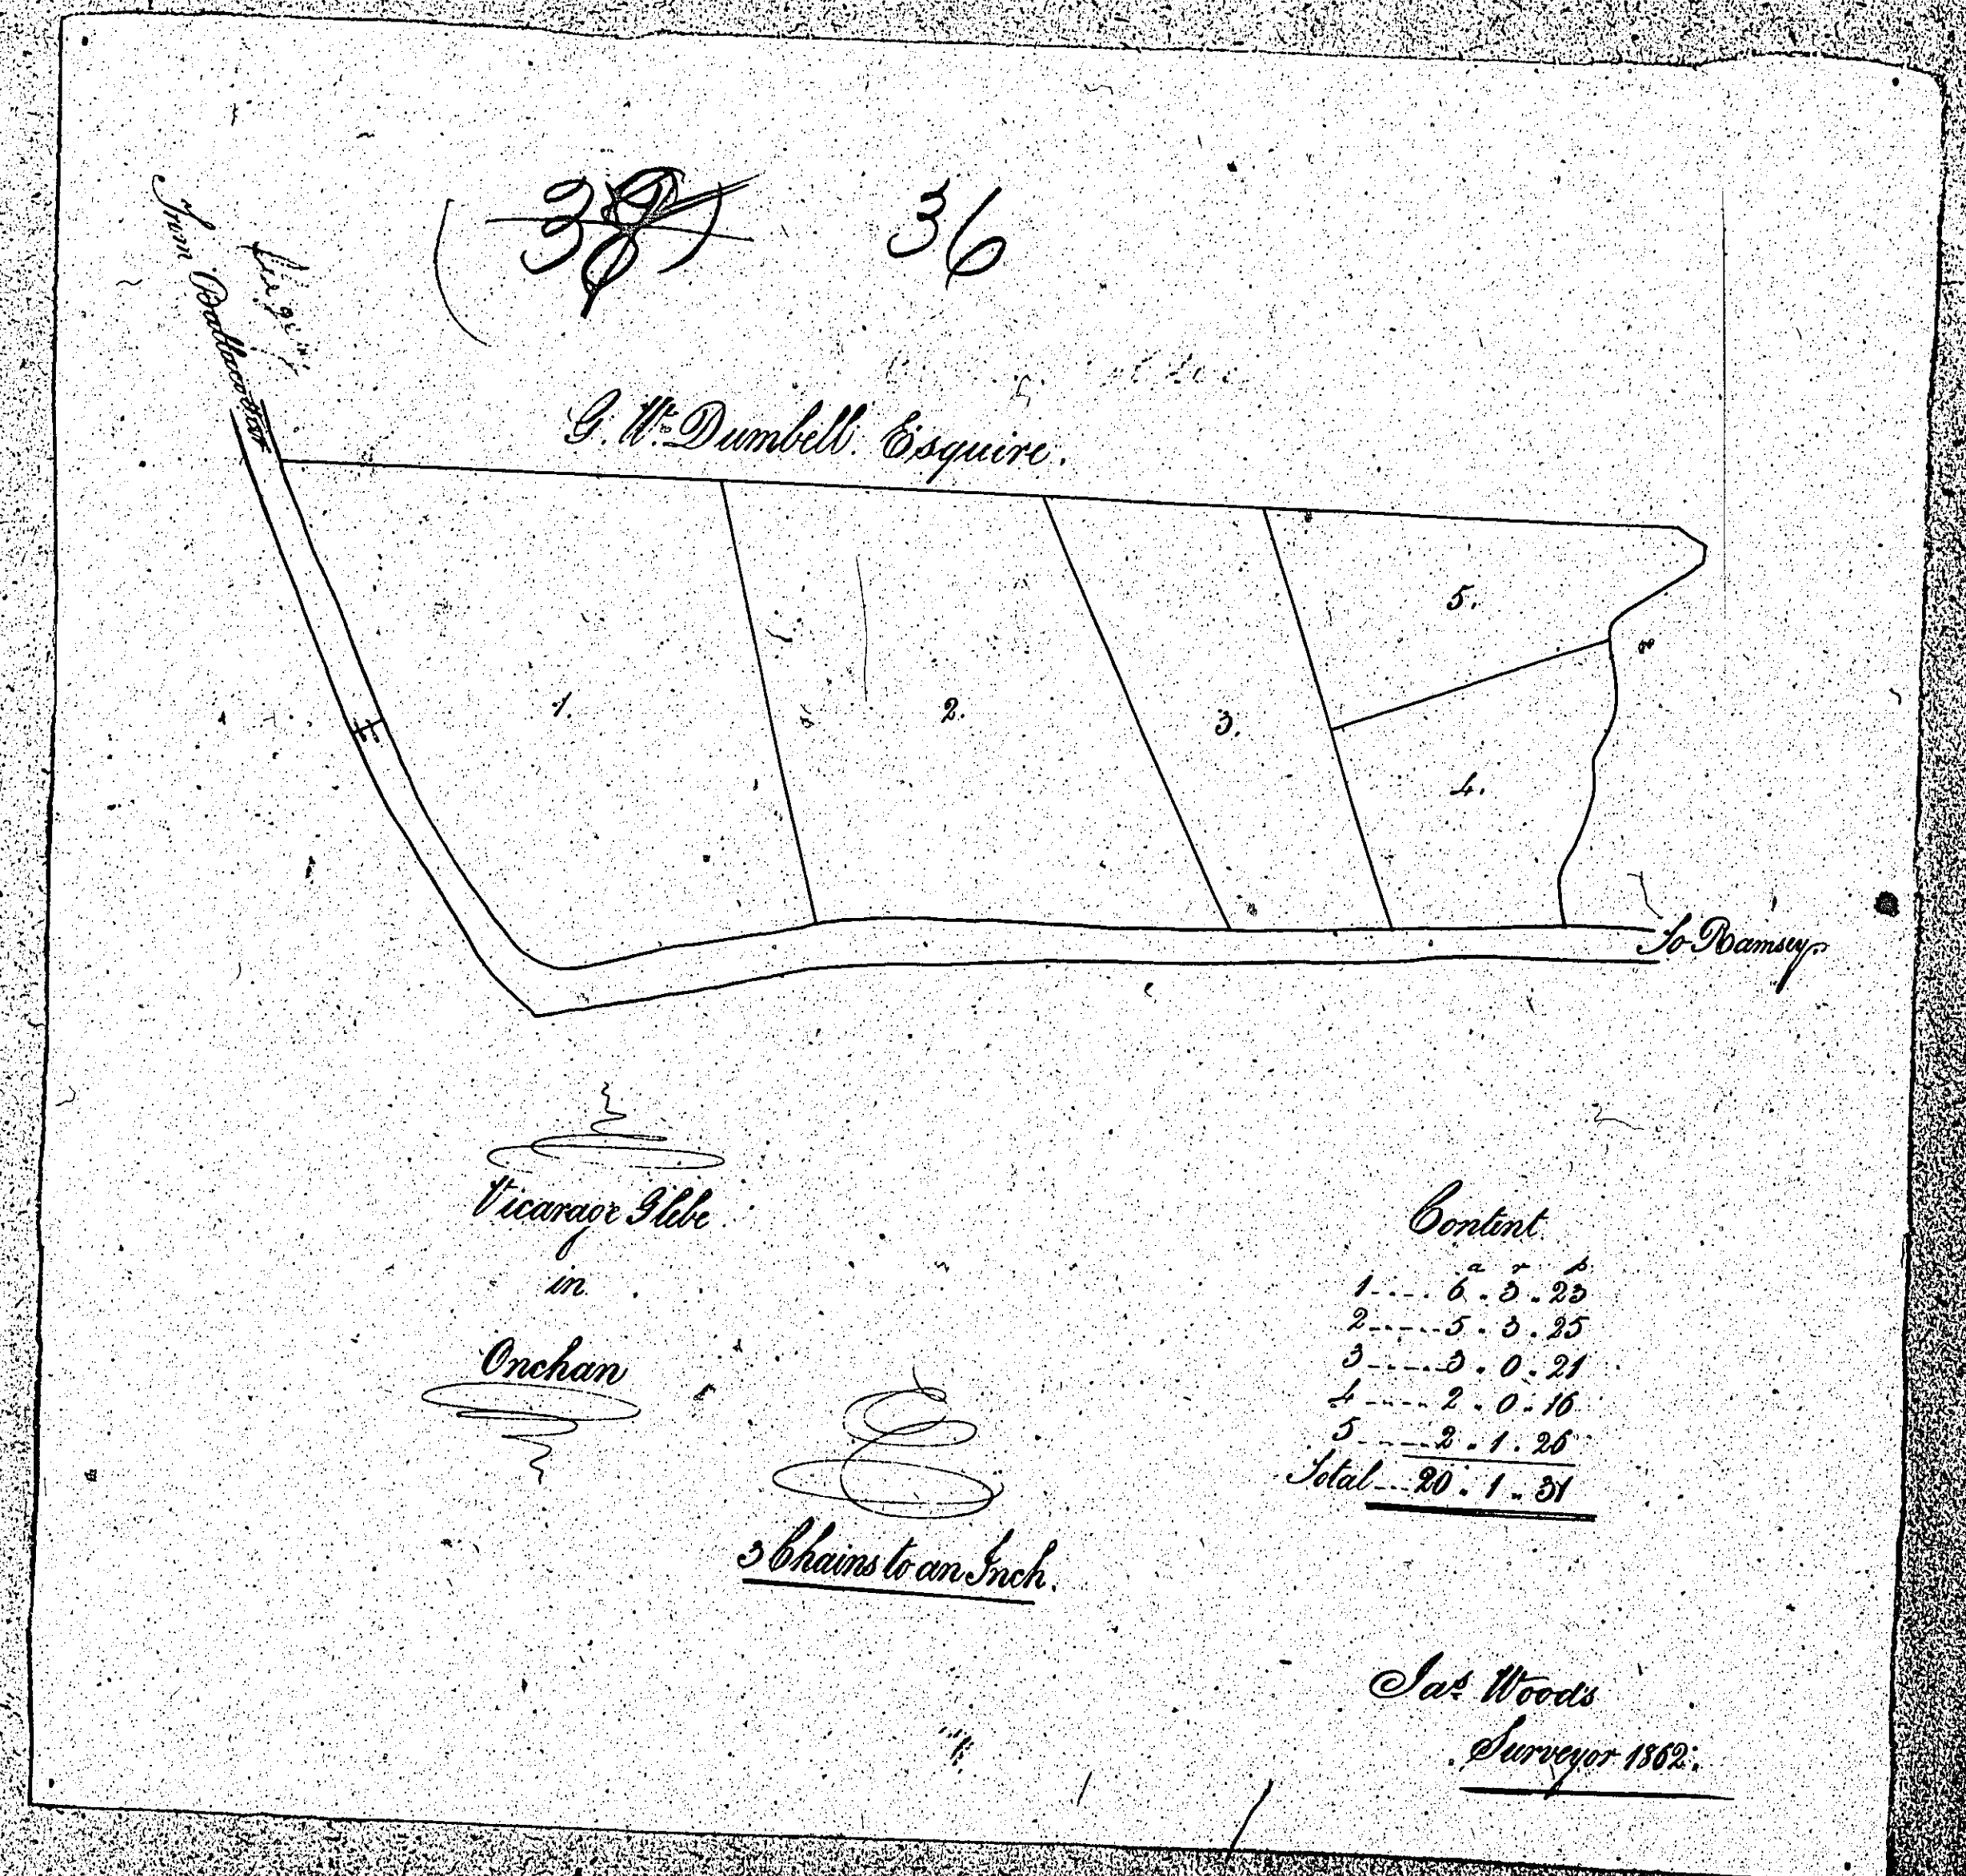 36
From Ballacottier
G. Wm. Dumbell. Esquire.
1.
2.
3.
5.
4.
To Ramsey
Vicarage Glebe
in
Onchan
3 Chains to an Inch.
Content
a r p
1 .... 6 . 3 . 23
2 ..... 5 . 3 . 25
3 ..... 3 . 0 . 21
4 ..... 2 . 0 . 16
5 ..... 2 . 1 . 26
Total ... 20 . 1 . 31
Jas. Woods
Surveyor 1862.